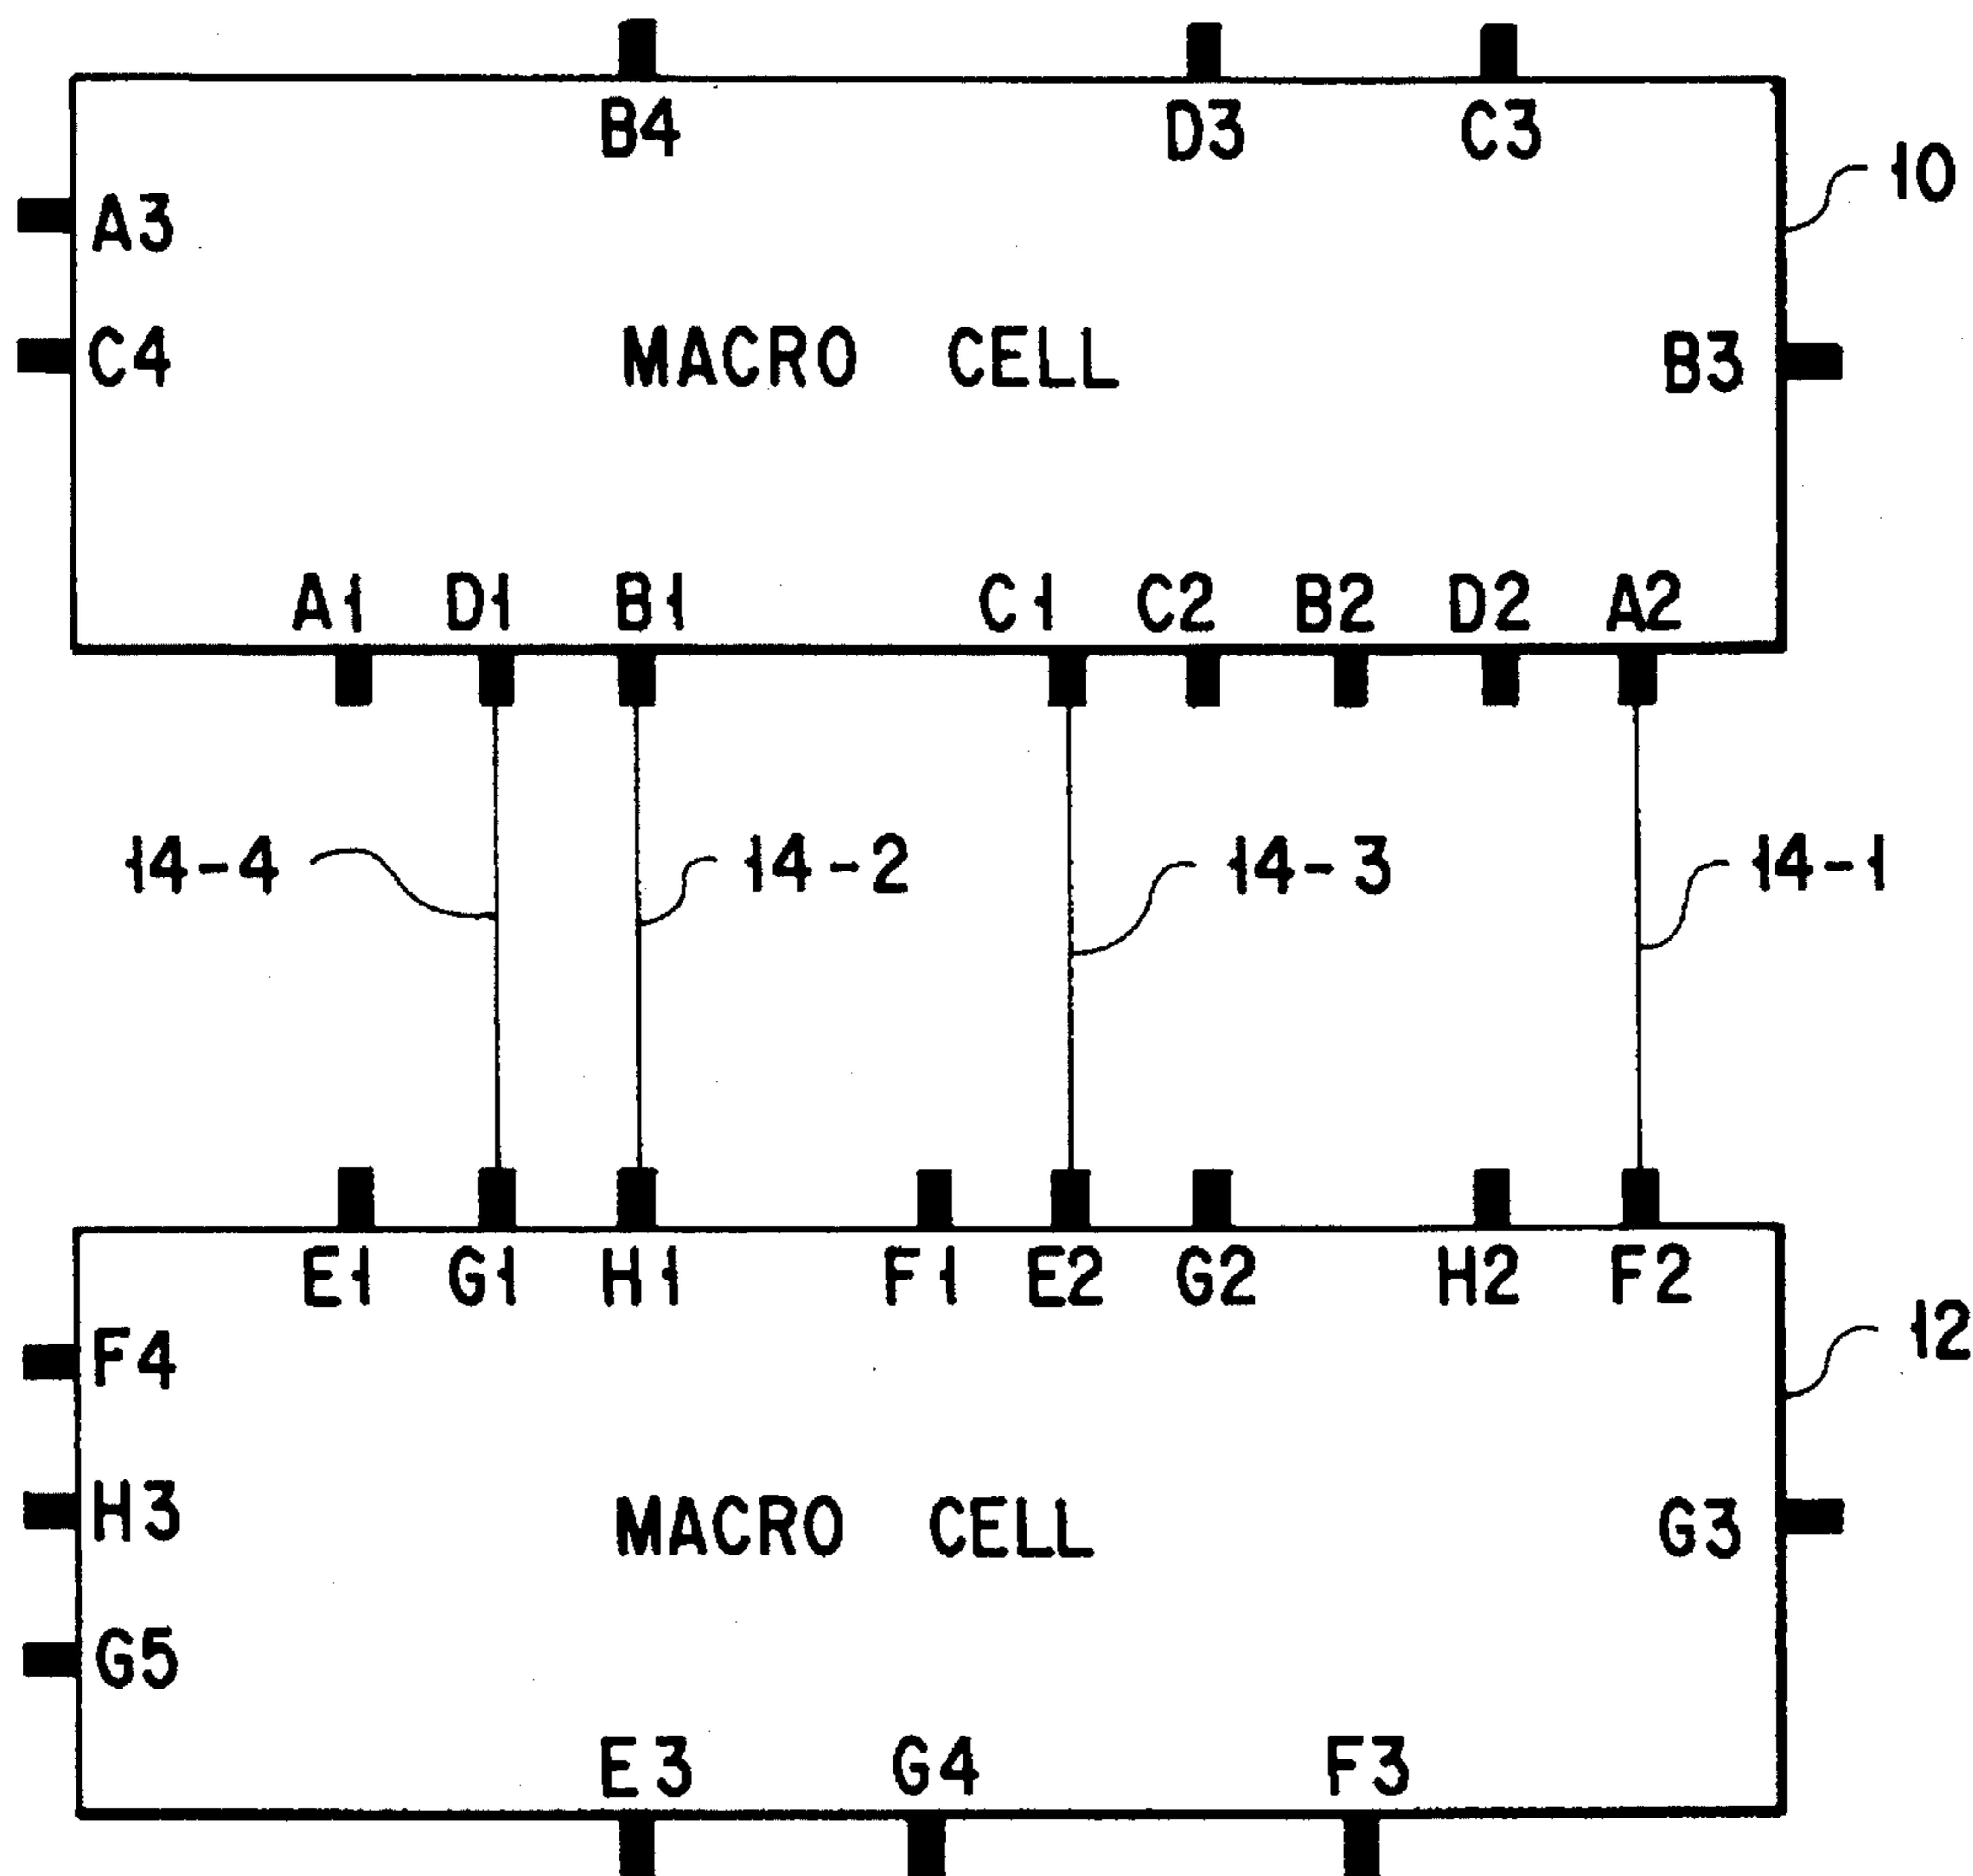 B4 D3 C3
10
A3
C4 MACRO CELL B3
A1 D1 B1 C1 C2 B2 D2 A2
14-4 14-2 14-3 14-1
E1 G1 H1 F1 E2 G2 H2 F2
12
F4
H3 MACRO CELL G3
G5
E3 G4 F3